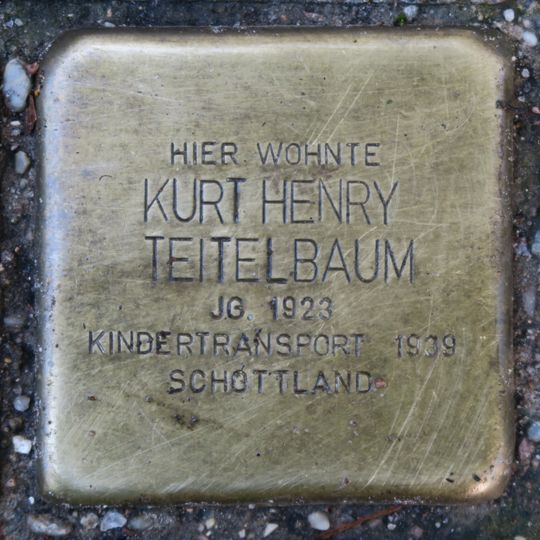 HIER WOHNTE
KURT HENRY
TEITELBAUM
JG. 1923
KINDERTRANSPORT 1939
SCHOTTLAND